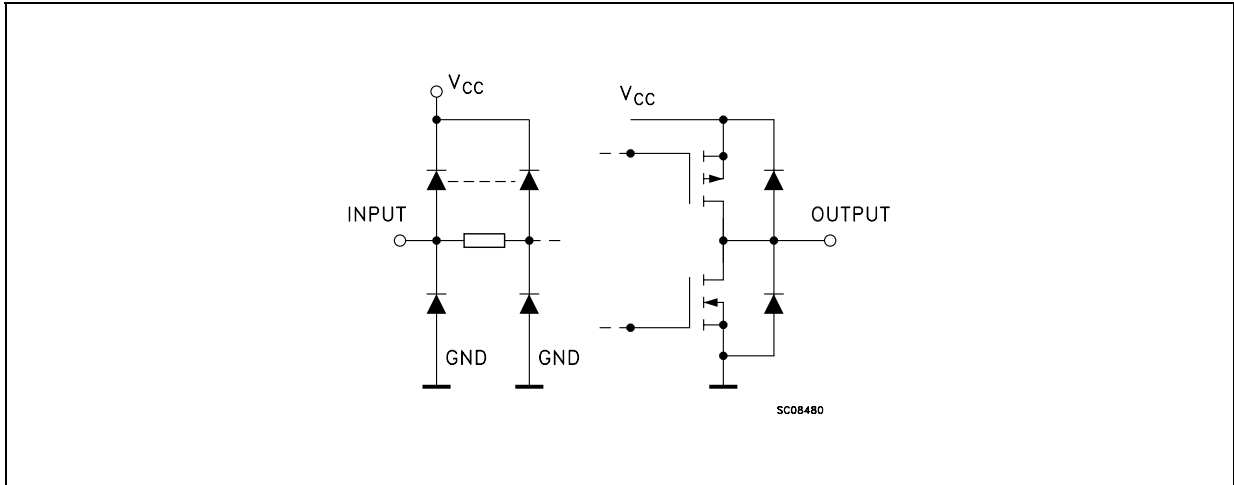 VCC
VCC
INPUT
OUTPUT
GND
GND
SC08480